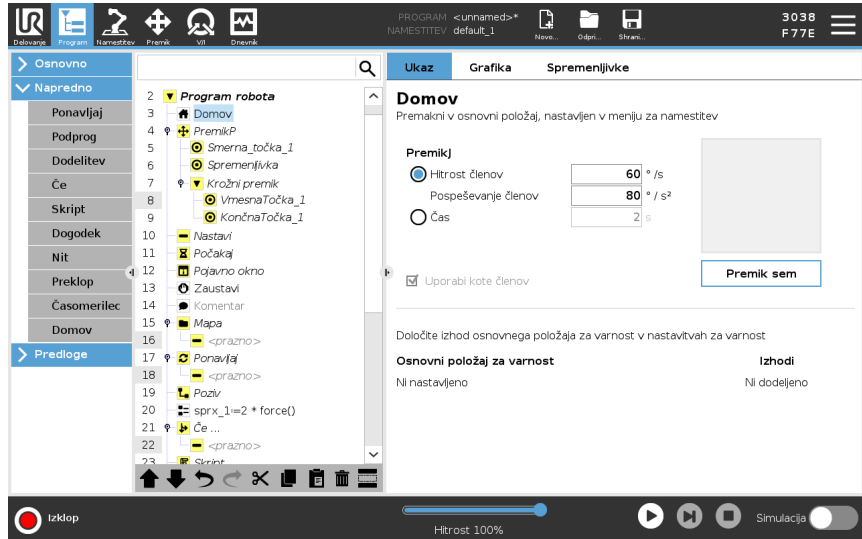 PROGRAM <unnamed>*
NAMESTITEV default_1
3038
F77E
Delovanje Program Namestitev Premik V/I Dnevnik Novo... Odpri... Shrani...
Osnovno
Napredno
Ponavljaj
Podprog
Dodelitev
Če
Skript
Dogodek
Nit
Preklop
Časomerilec
Domov
Predloge
2 Program robota
3 Domov
4 PremikP
5 Smerna_točka_1
6 Spremenljivka
7 Krožni premik
8 VmesnaTočka_1
9 KončnaTočka_1
10 Nastavi
11 Počakaj
12 Pojavno okno
13 Zaustavi
14 Komentar
15 Mapa
16 <prazno>
17 Ponavljaj
18 <prazno>
19 Poziv
20 sprx_1≔2 * force()
21 Če ...
22 <prazno>
23 Skript
Ukaz Grafika Spremenljivke
Domov
Premakni v osnovni položaj, nastavljen v meniju za namestitev
PremikJ
Hitrost členov 60 ° /s
Pospeševanje členov 80 ° / s²
Čas 2 s
Premik sem
Uporabi kote členov
Določite izhod osnovnega položaja za varnost v nastavitvah za varnost
Osnovni položaj za varnost Izhodi
Ni nastavljeno Ni dodeljeno
Izklop
Hitrost 100%
Simulacija